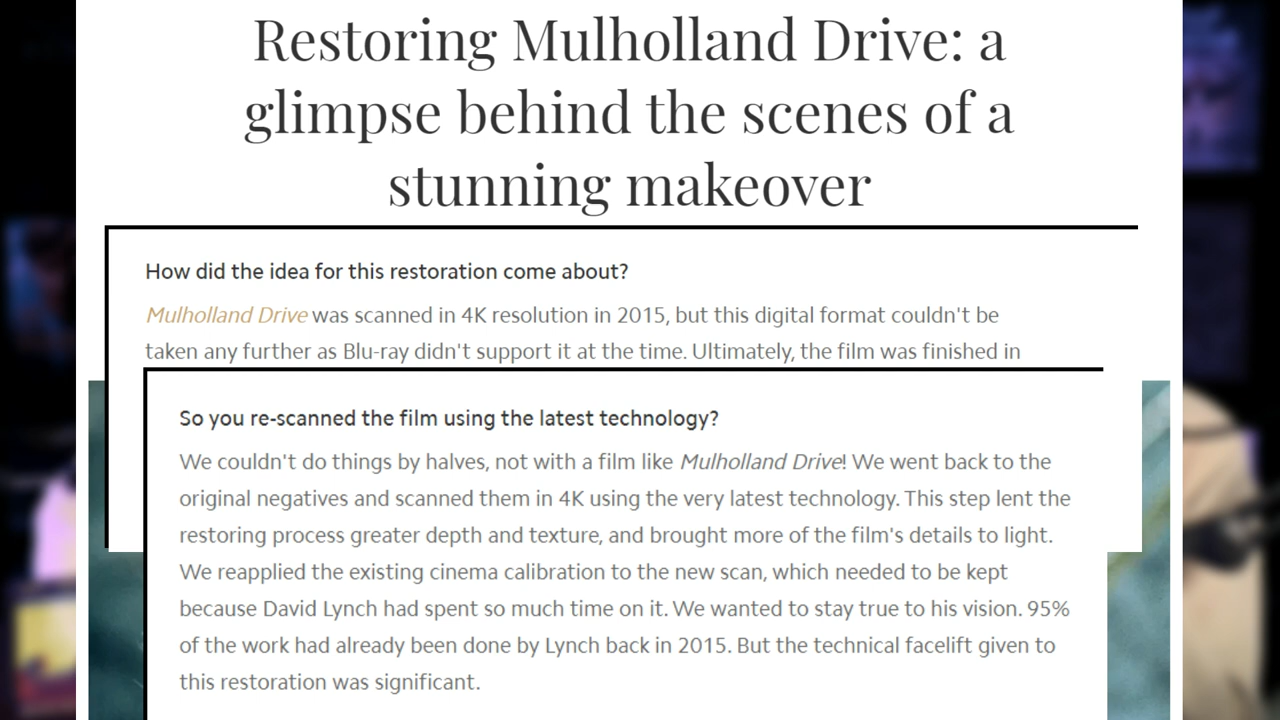 Restoring Mulholland Drive: a
glimpse behind the scenes of a
stunning makeover
How did the idea for this restoration come about?
Mulholland Drive was scanned in 4K resolution in 2015, but this digital format couldn't be
taken any further as Blu-ray didn't support it at the time. Ultimately, the film was finished in
So you re-scanned the film using the latest technology?
We couldn't do things by halves, not with a film like Mulholland Drive! We went back to the
original negatives and scanned them in 4K using the very latest technology. This step lent the
restoring process greater depth and texture, and brought more of the film's details to light.
We reapplied the existing cinema calibration to the new scan, which needed to be kept
because David Lynch had spent so much time on it. We wanted to stay true to his vision. 95%
of the work had already been done by Lynch back in 2015. But the technical facelift given to
this restoration was significant.